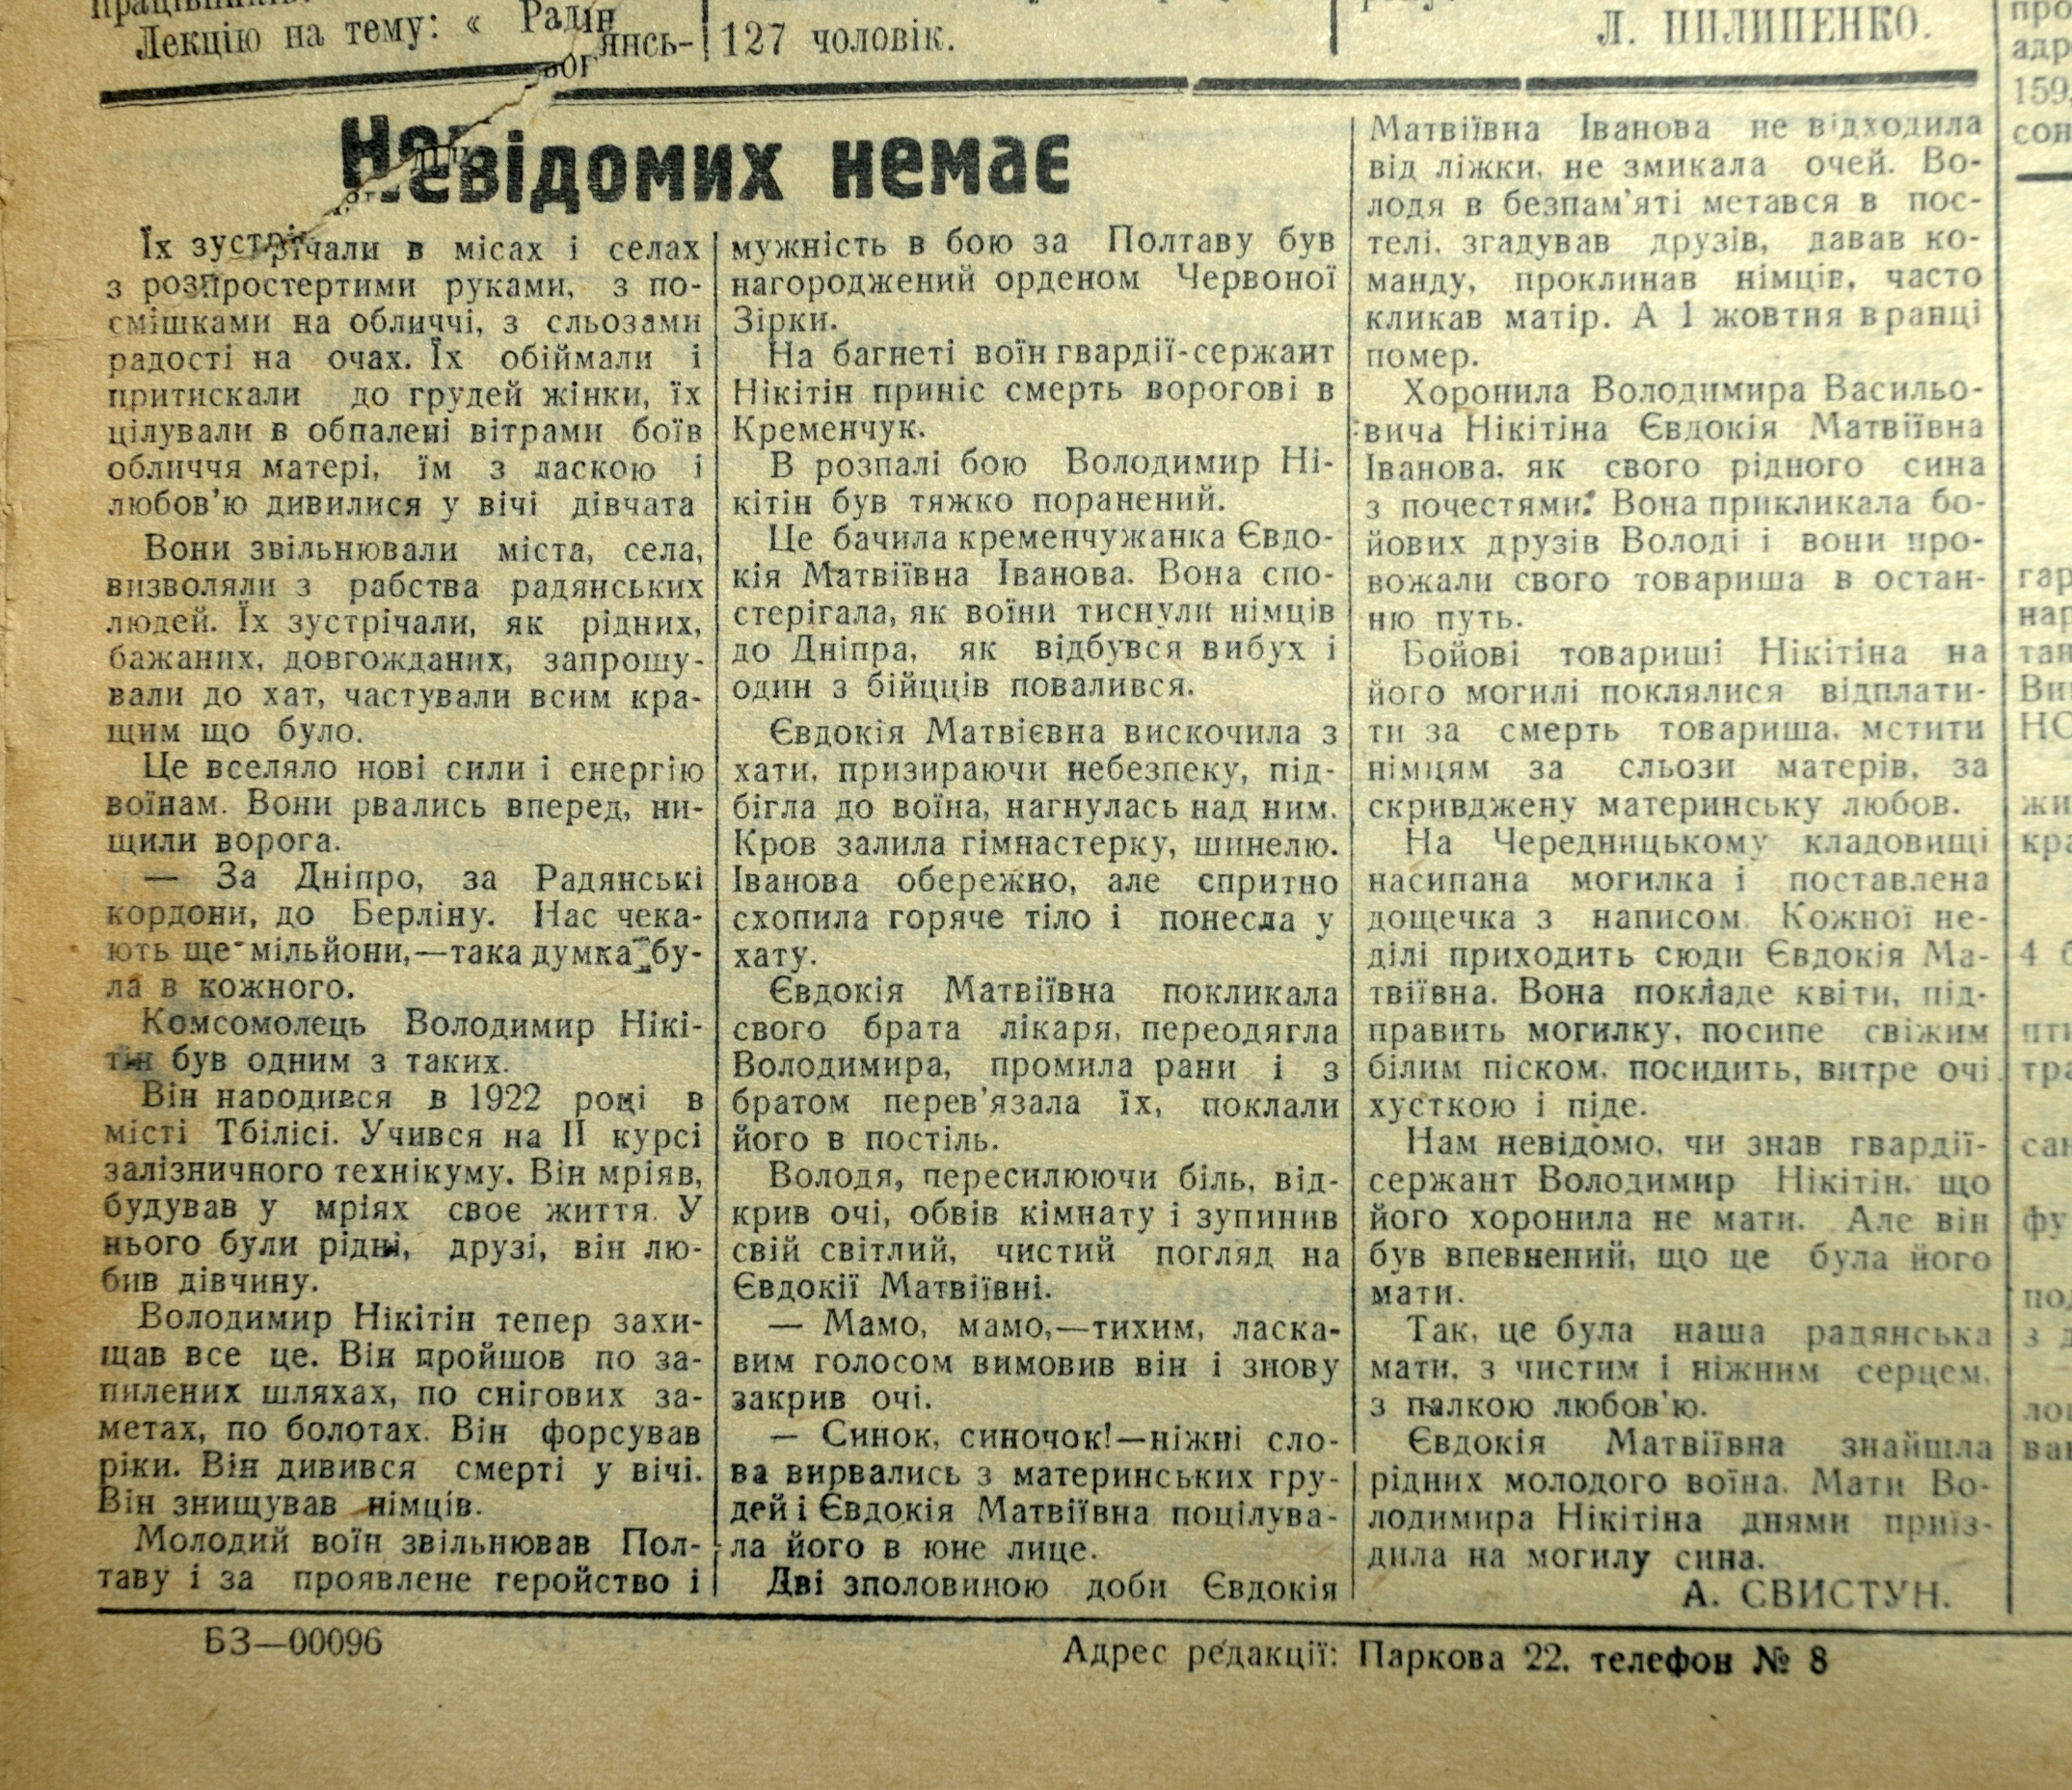 Лекцію на тему: « Радянсь-
127 чоловік.
Л. ПИЛИПЕНКО.
Невідомих немає
Їх зустрічали в місах і селах
з розпростертими руками, з по-
смішками на обличчі, з сльозами
радості на очах. Їх обіймали і
притискали до грудей жінки, їх
цілували в обпалені вітрами боїв
обличчя матері, їм з ласкою і
любов'ю дивилися у вічі дівчата
Вони звільнювали міста, села,
визволяли з рабства радянських
людей. Їх зустрічали, як рідних,
бажаних, довгожданих, запрошу-
вали до хат, частували всим кра-
щим що було.
Це вселяло нові сили і енергію
воїнам. Вони рвались вперед, ни-
щили ворога.
— За Дніпро, за Радянські
кордони, до Берліну. Нас чека-
ють ще мільйони,—така думка бу-
ла в кожного.
Комсомолець Володимир Нікі-
тін був одним з таких.
Він народився в 1922 році в
місті Тбілісі. Учився на II курсі
залізничного технікуму. Він мріяв,
будував у мріях своє життя. У
нього були рідні, друзі, він лю-
бив дівчину.
Володимир Нікітін тепер захи-
щав все це. Він пройшов по за-
пилених шляхах, по снігових за-
метах, по болотах. Він форсував
ріки. Він дивився смерті у вічі.
Він знищував німців.
Молодий воїн звільнював Пол-
таву і за проявлене геройство і
мужність в бою за Полтаву був
нагороджений орденом Червоної
Зірки.
На багнеті воїн гвардії-сержант
Нікітін приніс смерть ворогові в
Кременчук.
В розпалі бою Володимир Ні-
кітін був тяжко поранений.
Це бачила кременчужанка Євдо-
кія Матвіївна Іванова. Вона спо-
стерігала, як воїни тиснули німців
до Дніпра, як відбувся вибух і
один з бійцців повалився.
Євдокія Матвієвна вискочила з
хати, призираючи небезпеку, під-
бігла до воїна, нагнулась над ним.
Кров залила гімнастерку, шинелю.
Іванова обережно, але спритно
схопила горяче тіло і понесла у
хату.
Євдокія Матвіївна покликала
свого брата лікаря, переодягла
Володимира, промила рани і з
братом перев'язала їх, поклали
його в постіль.
Володя, пересилюючи біль, від-
крив очі, обвів кімнату і зупинив
свій світлий, чистий погляд на
Євдокії Матвіївні.
— Мамо, мамо,—тихим, ласка-
вим голосом вимовив він і знову
закрив очі.
— Синок, синочок!—ніжні сло-
ва вирвались з материнських гру-
дей і Євдокія Матвіївна поцілува-
ла його в юне лице.
Дві зполовиною доби Євдокія
Матвіївна Іванова не відходила
від ліжки, не змикала очей. Во-
лодя в безпам'яті метався в пос-
телі, згадував друзів, давав ко-
манду, проклинав німців, часто
кликав матір. А 1 жовтня вранці
помер.
Хоронила Володимира Васильо-
вича Нікітіна Євдокія Матвіївна
Іванова, як свого рідного сина
з почестями. Вона прикликала бо-
йових друзів Володі і вони про-
вожали свого товариша в остан-
ню путь.
Бойові товариші Нікітіна на
його могилі поклялися відплати-
ти за смерть товариша, мстити
німцям за сльози матерів, за
скривджену материнську любов.
На Чередницькому кладовищі
насипана могилка і поставлена
дощечка з написом. Кожної не-
ділі приходить сюди Євдокія Ма-
твіївна. Вона покладе квіти, під-
править могилку, посипе свіжим
білим піском, посидить, витре очі
хусткою і піде.
Нам невідомо, чи знав гвардії-
сержант Володимир Нікітін, що
його хоронила не мати. Але він
був впевнений, що це була його
мати.
Так, це була наша радянська
мати, з чистим і ніжним серцем,
з палкою любов'ю.
Євдокія Матвіївна знайшла
рідних молодого воїна. Мати Во-
лодимира Нікітіна днями приїз-
дила на могилу сина.
А. СВИСТУН.
БЗ—00096
Адрес редакції: Паркова 22, телефон № 8